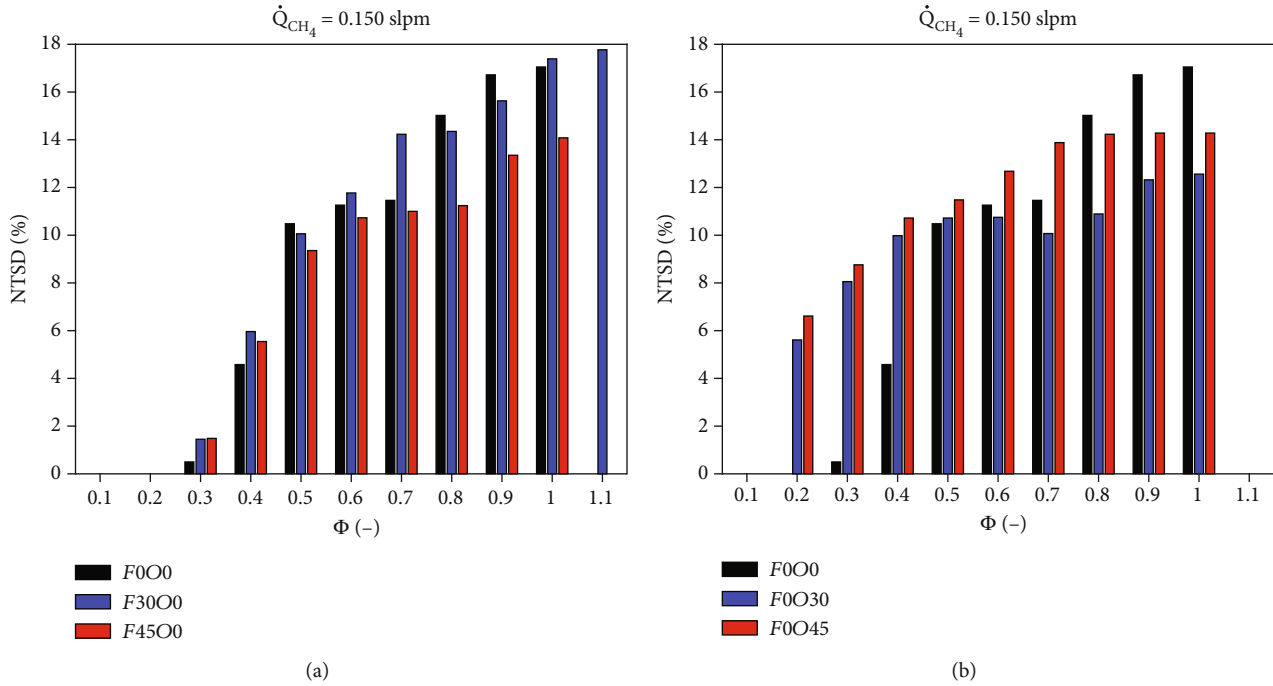 Q̇CH₄ = 0.150 slpm
18
16
14
12
10
8
6
4
2
0
NTSD (%)
0.1 0.2 0.3 0.4 0.5 0.6 0.7 0.8 0.9 1 1.1
Φ (–)
F0O0
F30O0
F45O0
(a)
Q̇CH₄ = 0.150 slpm
18
16
14
12
10
8
6
4
2
0
NTSD (%)
0.1 0.2 0.3 0.4 0.5 0.6 0.7 0.8 0.9 1 1.1
Φ (–)
F0O0
F0O30
F0O45
(b)